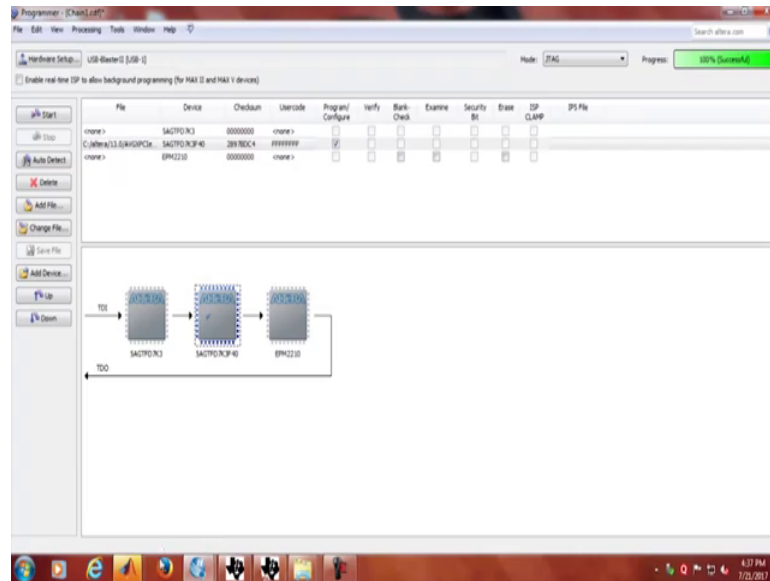 Programmer - [Chain1.cdf]*
File Edit View Processing Tools Window Help
Search altera.com
Hardware Setup... USB-BlasterII [USB-1] Mode: JTAG Progress: 100% (Successful)
Enable real-time ISP to allow background programming (for MAX II and MAX V devices)
File Device Checksum Usercode Program/ Configure Verify Blank- Check Examine Security Bit Erase ISP CLAMP IPS File
<none> 5AGTFD7K3 00000000 <none>
5AGTFD7K3F40 FFFFFFFF
<none> EPM2210 00000000 <none>
Start
Stop
Auto Detect
Delete
Add File...
Change File...
Save File
Add Device...
Up
Down
TDI
5AGTFD7K3 5AGTFD7K3F40 EPM2210
TDO
4:37 PM
7/21/2017